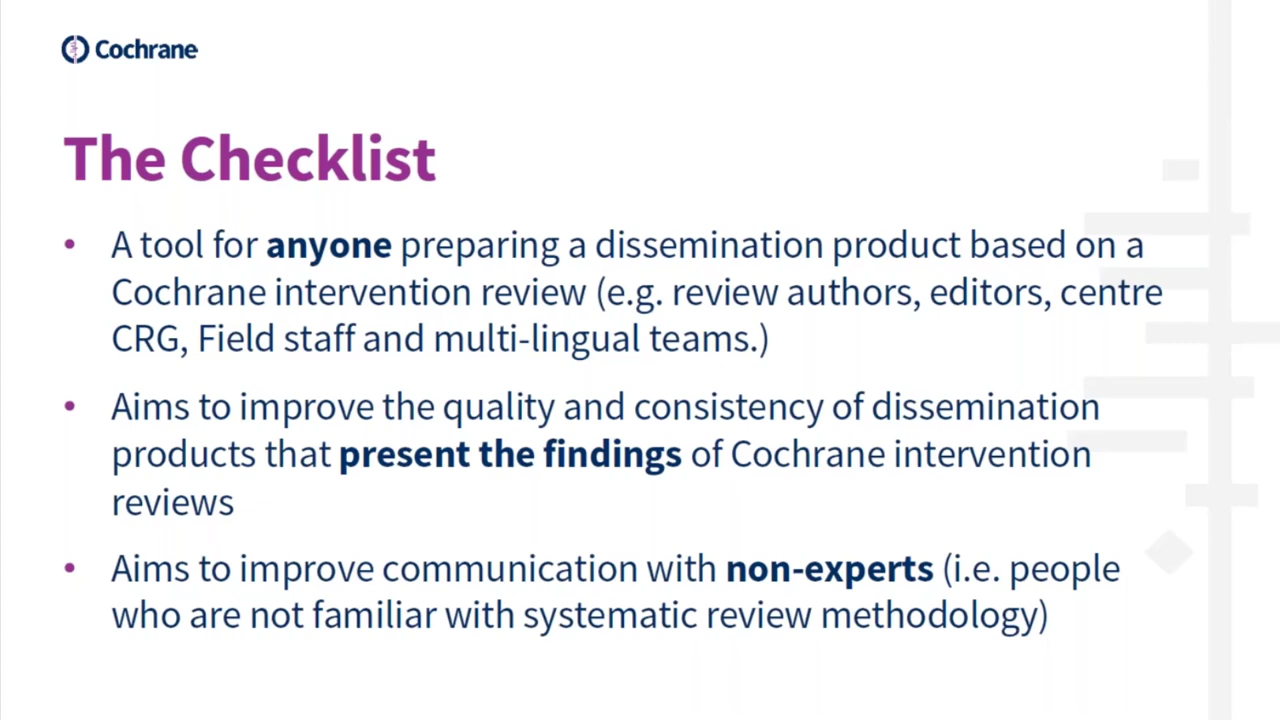 Cochrane
The Checklist
• A tool for anyone preparing a dissemination product based on a
Cochrane intervention review (e.g. review authors, editors, centre
CRG, Field staff and multi-lingual teams.)
• Aims to improve the quality and consistency of dissemination
products that present the findings of Cochrane intervention
reviews
• Aims to improve communication with non-experts (i.e. people
who are not familiar with systematic review methodology)